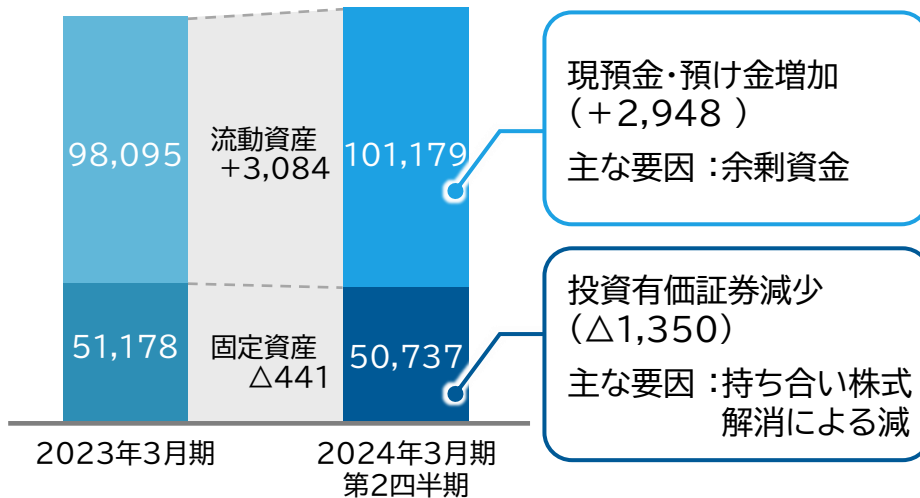 98,095
流動資産
+3,084
101,179
51,178
固定資産
△441
50,737
2023年3月期
2024年3月期
第2四半期
現預金・預け金増加
(+2,948 )
主な要因:余剰資金
投資有価証券減少
(△1,350)
主な要因:持ち合い株式
解消による減